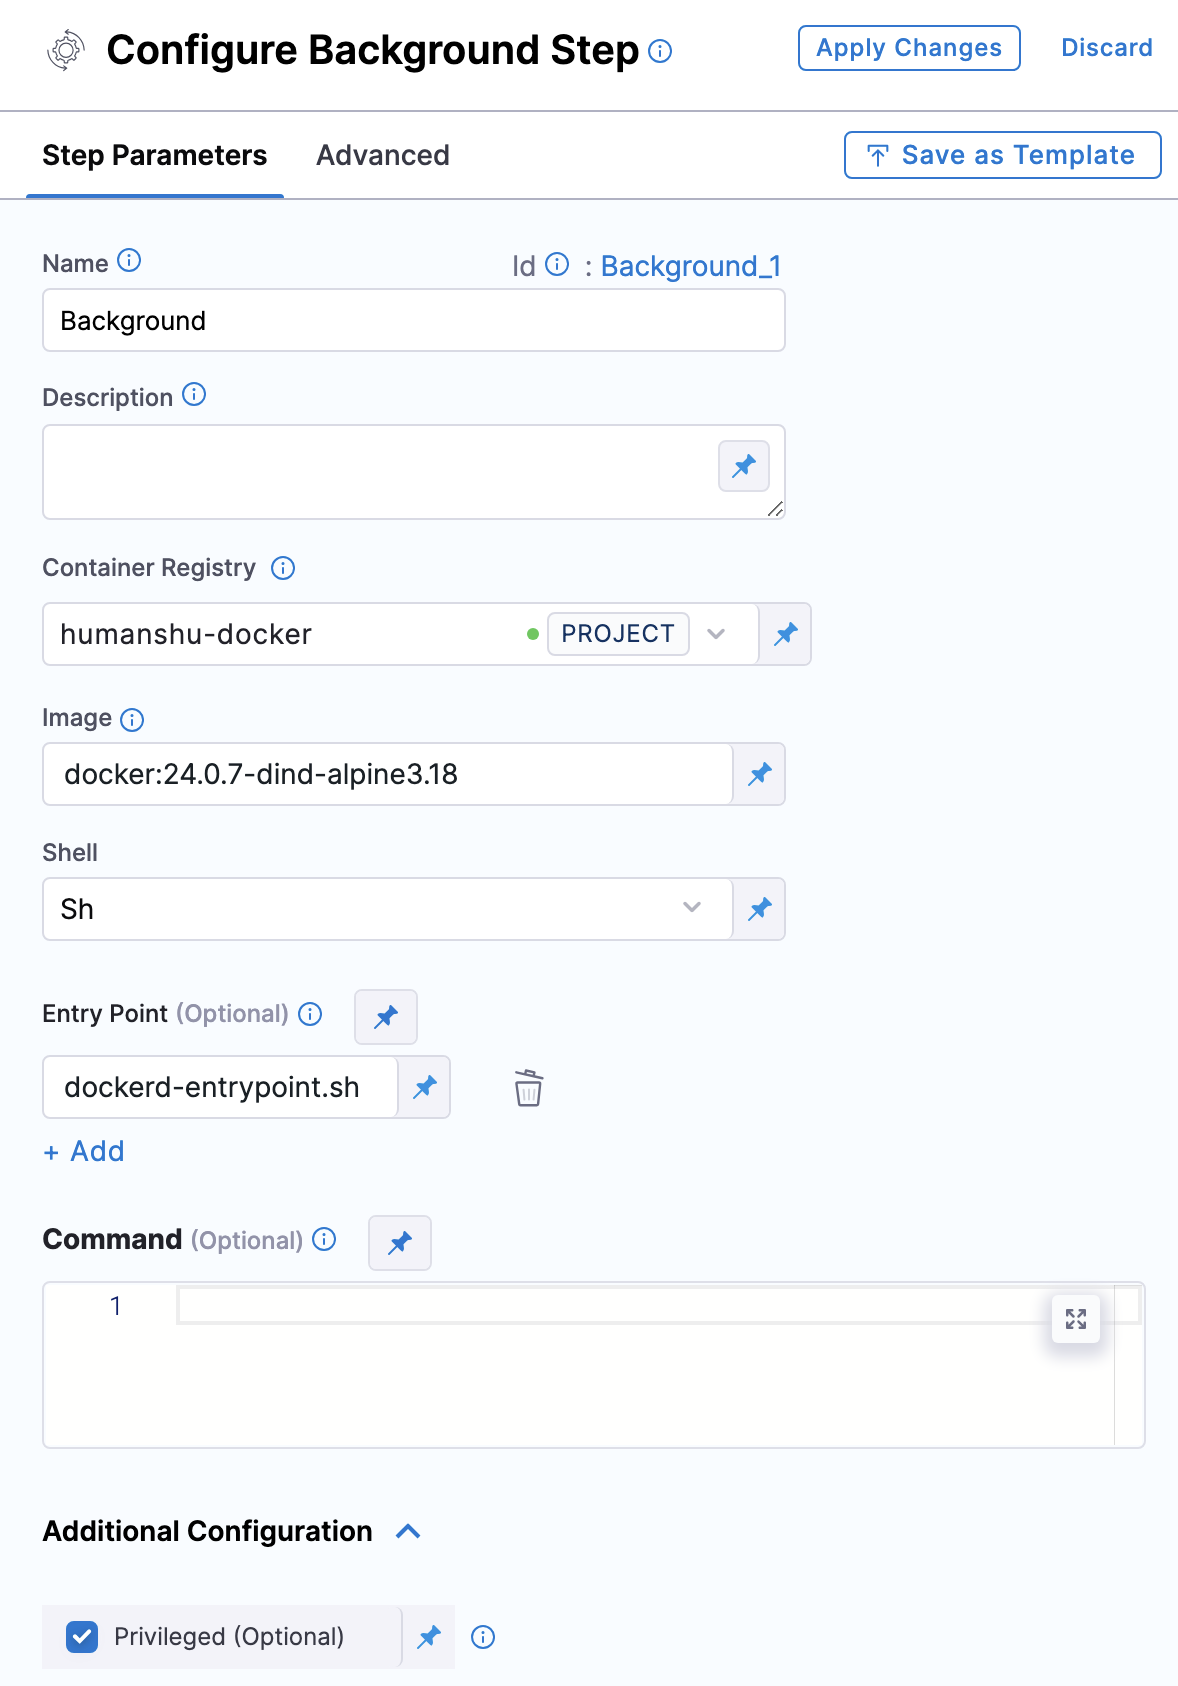 Configure Background Step
Apply Changes
Discard
Step Parameters
Advanced
Save as Template
Name
Id : Background_1
Background
Description
Container Registry
humanshu-docker
PROJECT
Image
docker:24.0.7-dind-alpine3.18
Shell
Sh
Entry Point (Optional)
dockerd-entrypoint.sh
+ Add
Command (Optional)
1
Additional Configuration
Privileged (Optional)